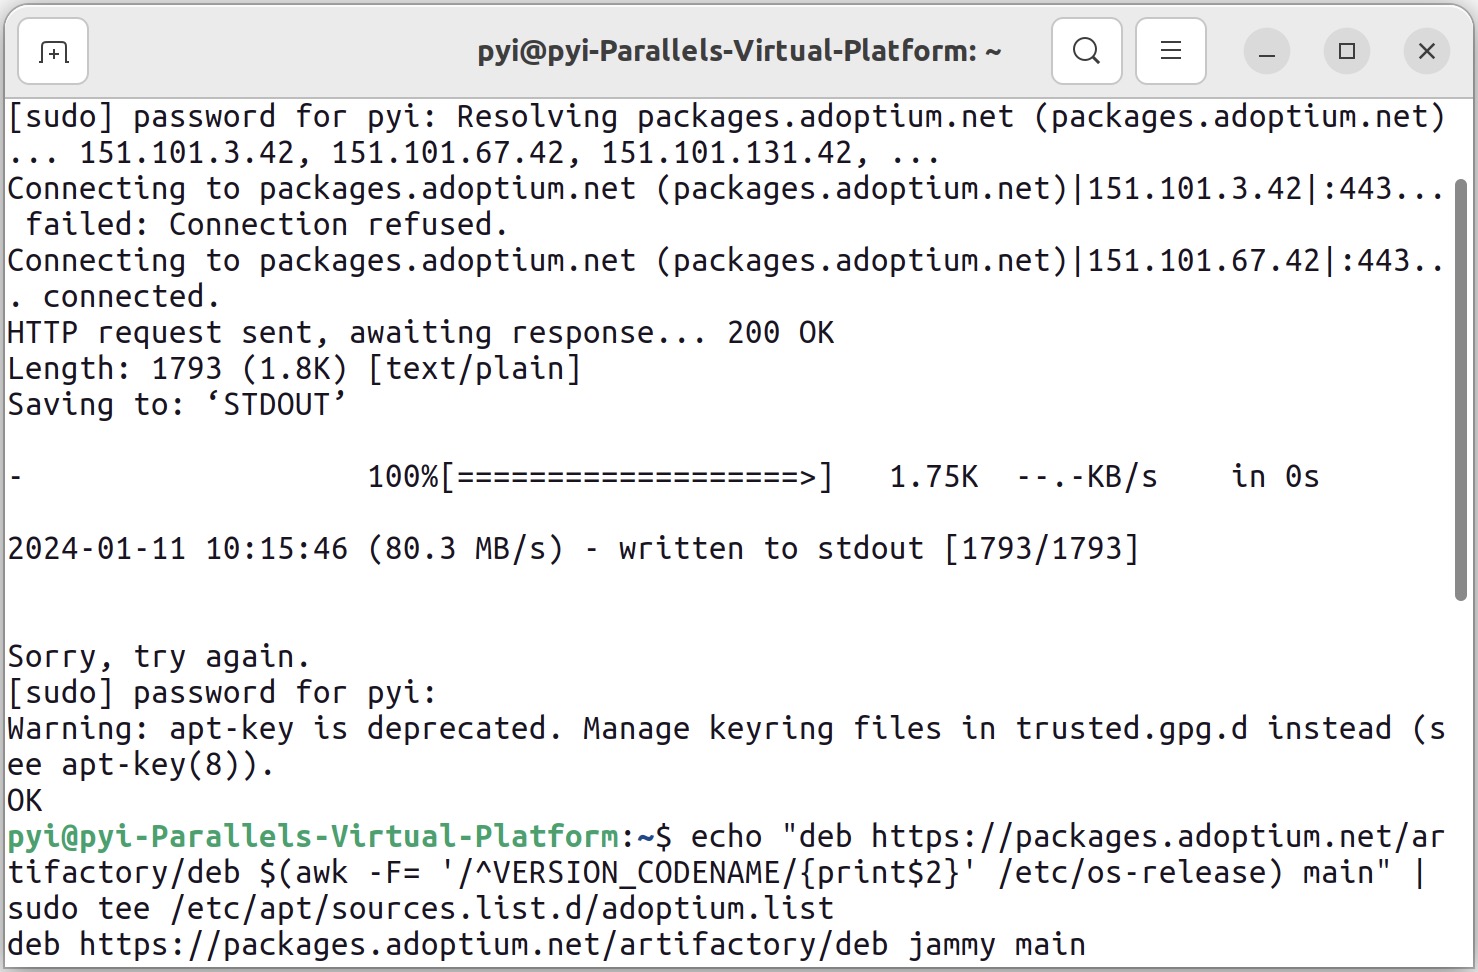 pyi@pyi-Parallels-Virtual-Platform: ~
[sudo] password for pyi: Resolving packages.adoptium.net (packages.adoptium.net)
... 151.101.3.42, 151.101.67.42, 151.101.131.42, ...
Connecting to packages.adoptium.net (packages.adoptium.net)|151.101.3.42|:443...
 failed: Connection refused.
Connecting to packages.adoptium.net (packages.adoptium.net)|151.101.67.42|:443..
. connected.
HTTP request sent, awaiting response... 200 OK
Length: 1793 (1.8K) [text/plain]
Saving to: ‘STDOUT’
-                   100%[===================>]   1.75K  --.-KB/s    in 0s
2024-01-11 10:15:46 (80.3 MB/s) - written to stdout [1793/1793]
Sorry, try again.
[sudo] password for pyi:
Warning: apt-key is deprecated. Manage keyring files in trusted.gpg.d instead (s
ee apt-key(8)).
OK
pyi@pyi-Parallels-Virtual-Platform:~$ echo "deb https://packages.adoptium.net/ar
tifactory/deb $(awk -F= '/^VERSION_CODENAME/{print$2}' /etc/os-release) main" |
sudo tee /etc/apt/sources.list.d/adoptium.list
deb https://packages.adoptium.net/artifactory/deb jammy main